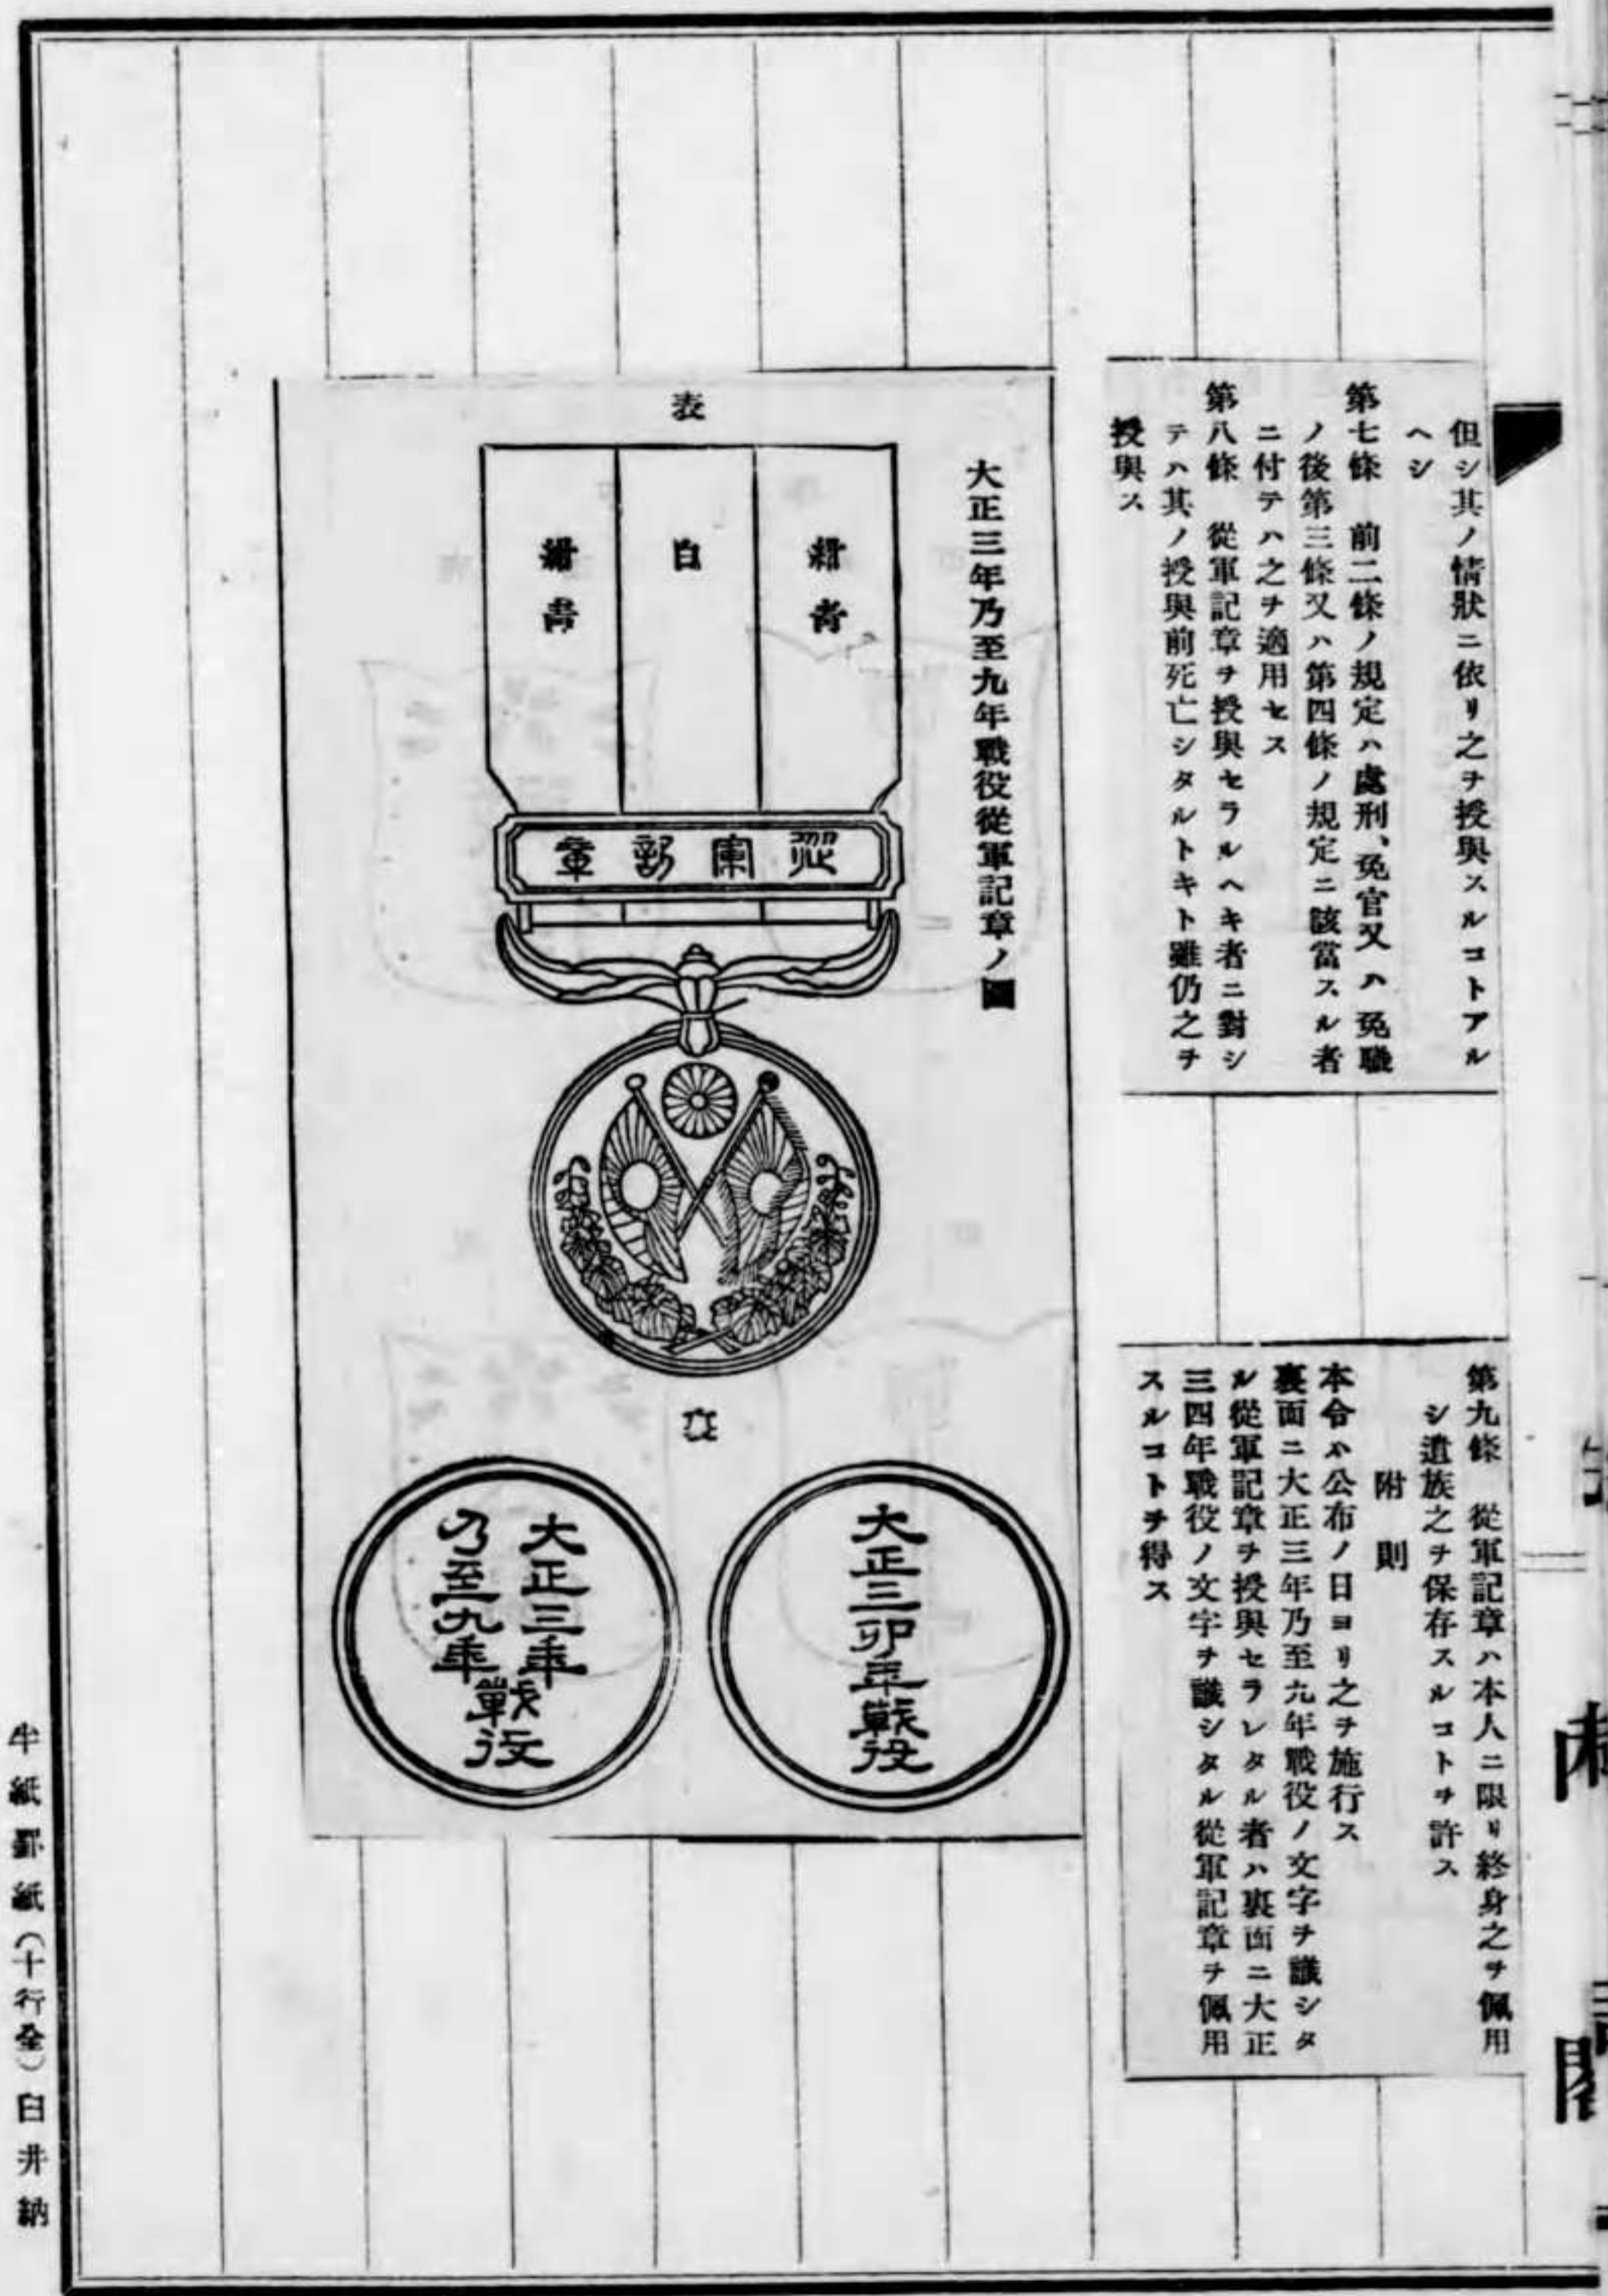 但シ其ノ情狀ニ依リ之ヲ授與スルコトアル
ヘシ
第七條　前二條ノ規定ハ處刑、免官又ハ免職
ノ後第三條又ハ第四條ノ規定ニ該當スル者
ニ付テハ之ヲ適用セス
第八條　從軍記章ヲ授與セラルヘキ者ニ對シ
テハ其ノ授與前死亡シタルトキト雖仍之ヲ
授與ス
第九條　從軍記章ハ本人ニ限リ終身之ヲ佩用
シ遺族之ヲ保存スルコトヲ許ス
附　則
本令ハ公布ノ日ヨリ之ヲ施行ス
裏面ニ大正三年乃至九年戰役ノ文字ヲ識シタ
ル從軍記章ヲ授與セラレタル者ハ裏面ニ大正
三四年戰役ノ文字ヲ識シタル從軍記章ヲ佩用
スルコトヲ得ス
大正三年乃至九年戰役從軍記章ノ圖
表
紺青
白
紺青
從軍記章
大正三四年戰役
大正三年
乃至九年
戰役
半紙罫紙(十行全)臼井納